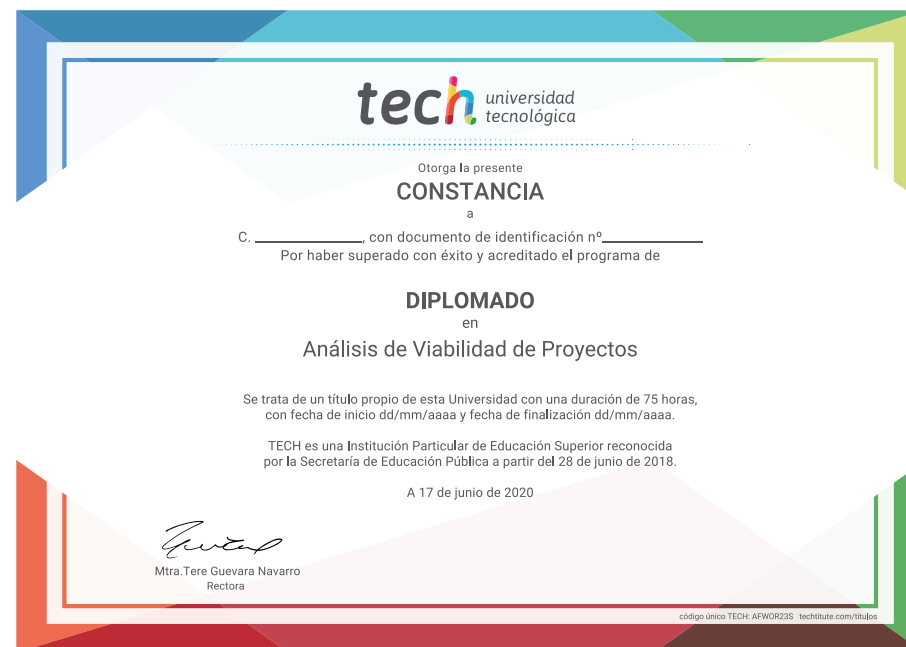 tech universidad
tecnológica
Otorga la presente
CONSTANCIA
a
C. ____________, con documento de identificación nº____________
Por haber superado con éxito y acreditado el programa de
DIPLOMADO
en
Análisis de Viabilidad de Proyectos
Se trata de un título propio de esta Universidad con una duración de 75 horas,
con fecha de inicio dd/mm/aaaa y fecha de finalización dd/mm/aaaa.
TECH es una Institución Particular de Educación Superior reconocida
por la Secretaría de Educación Pública a partir del 28 de junio de 2018.
A 17 de junio de 2020
Mtra.Tere Guevara Navarro
Rectora
código único TECH: AFWOR23S techtitute.com/titulos